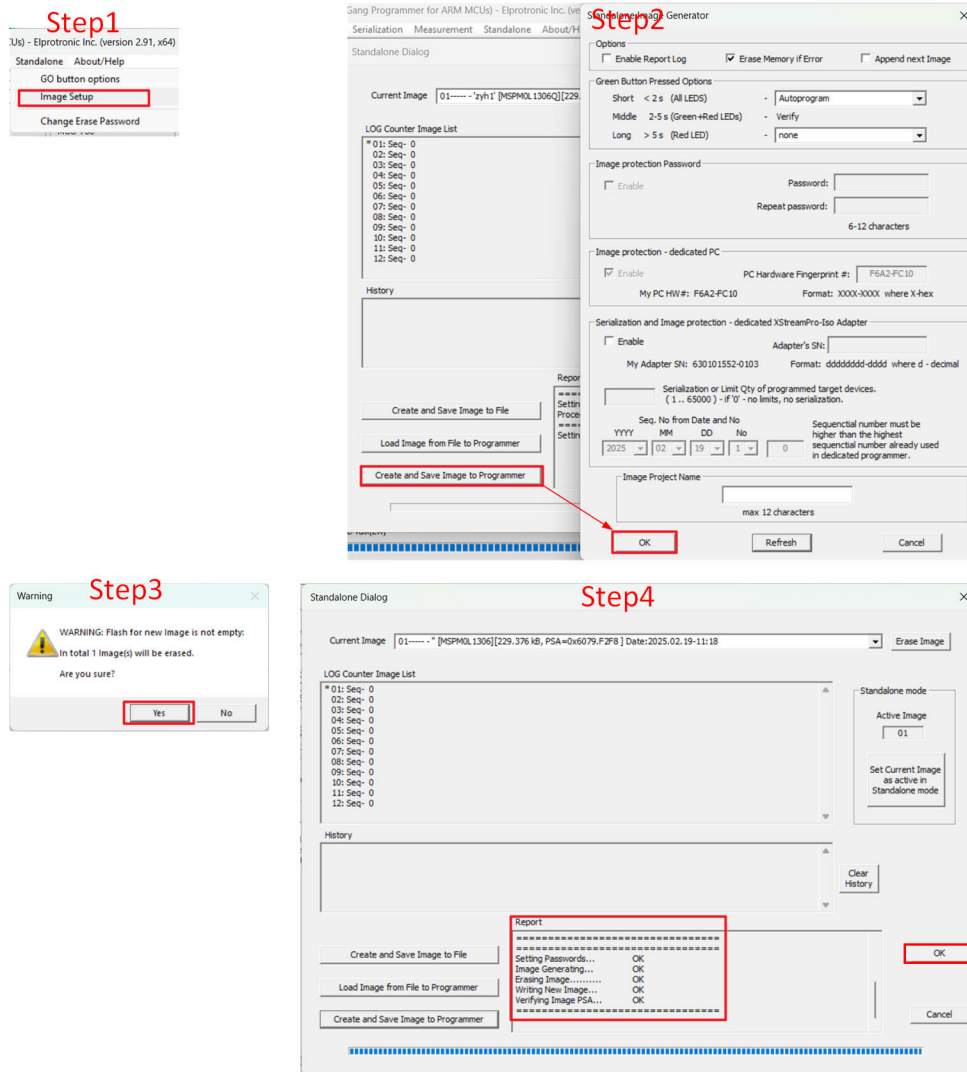 Step1
Us) - Elprotronic Inc. (version 2.91, x64)
Standalone About/Help
GO button options
Image Setup
Change Erase Password
Step2
Gang Programmer for ARM MCUs) - Elprotronic Inc. (ve
Serialization Measurement Standalone About/H
Standalone Dialog
Current Image 01----- - 'zyh1' [MSPM0L1306Q][229.
LOG Counter Image List
* 01: Seq- 0
02: Seq- 0
03: Seq- 0
04: Seq- 0
05: Seq- 0
06: Seq- 0
07: Seq- 0
08: Seq- 0
09: Seq- 0
10: Seq- 0
11: Seq- 0
12: Seq- 0
History
Repor
=====
Settin
Proce
=====
Settin
Create and Save Image to File
Load Image from File to Programmer
Create and Save Image to Programmer
Standalone Image Generator
Options
Enable Report Log Erase Memory if Error Append next Image
Green Button Pressed Options
Short < 2 s (All LEDS) - Autoprogram
Middle 2-5 s (Green+Red LEDs) - Verify
Long > 5 s (Red LED) - none
Image protection Password
Enable Password:
Repeat password:
6-12 characters
Image protection - dedicated PC
Enable PC Hardware Fingerprint #: F6A2-FC10
My PC HW#: F6A2-FC10 Format: XXXX-XXXX where X-hex
Serialization and Image protection - dedicated XStreamPro-Iso Adapter
Enable Adapter's SN:
My Adapter SN: 630101552-0103 Format: dddddddd-dddd where d - decimal
Serialization or Limit Qty of programmed target devices.
( 1 .. 65000 ) - if '0' - no limits, no serialization.
Seq. No from Date and No
YYYY MM DD No
2025 02 19 1 0
Sequenctial number must be
higher than the highest
sequenctial number already used
in dedicated programmer.
Image Project Name
max 12 characters
OK Refresh Cancel
Step3
Warning
WARNING: Flash for new Image is not empty:
In total 1 Image(s) will be erased.
Are you sure?
Yes No
Step4
Standalone Dialog
Current Image 01----- - '' [MSPM0L1306][229.376 kB, PSA=0x6079.F2F8 ] Date:2025.02.19-11:18 Erase Image
LOG Counter Image List
* 01: Seq- 0
02: Seq- 0
03: Seq- 0
04: Seq- 0
05: Seq- 0
06: Seq- 0
07: Seq- 0
08: Seq- 0
09: Seq- 0
10: Seq- 0
11: Seq- 0
12: Seq- 0
Standalone mode
Active Image
01
Set Current Image
as active in
Standalone mode
History
Clear
History
Report
==============================
==============================
Setting Passwords... OK
Image Generating... OK
Erasing Image.......... OK
Writing New Image... OK
Verifying Image PSA... OK
==============================
Create and Save Image to File
Load Image from File to Programmer
Create and Save Image to Programmer
OK
Cancel